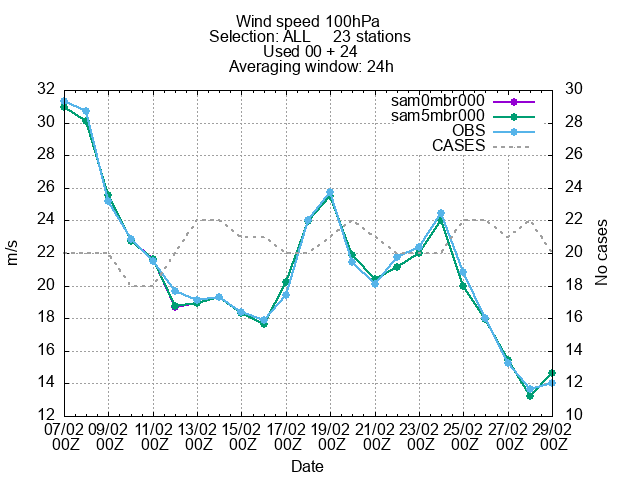 Wind speed 100hPa
Selection: ALL 23 stations
Used 00 + 24
Averaging window: 24h
sam0mbr000
sam5mbr000
OBS
CASES
m/s
32
30
28
26
24
22
20
18
16
14
12
No cases
30
28
26
24
22
20
18
16
14
12
10
07/02 09/02 11/02 13/02 15/02 17/02 19/02 21/02 23/02 25/02 27/02 29/02
00Z 00Z 00Z 00Z 00Z 00Z 00Z 00Z 00Z 00Z 00Z 00Z
Date